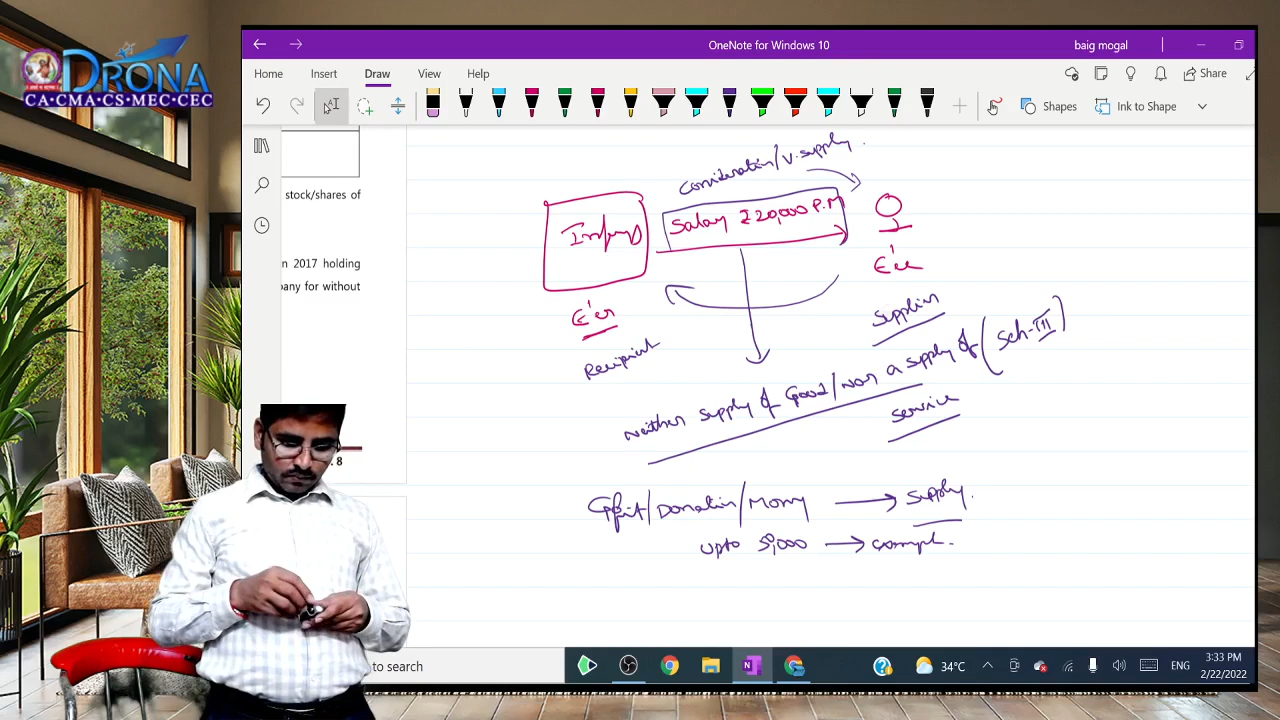 DRONA
CA•CMA•CS•MEC•CEC
OneNote for Windows 10
baig mogal
Home Insert Draw View Help
Share
Shapes
Ink to Shape
stock/shares of
n 2017 holding
pany for without
. 8
Consideration/V.supply
Infosys
Salary ₹20,000 P.M
E'er
E'ee
Recipient
Supplier
Neither supply of Good/Nor a supply of (Sch-III)
service
Gift/Donation/Money → supply.
upto 50,000 → exempt.
to search
34°C
ENG
3:33 PM
2/22/2022